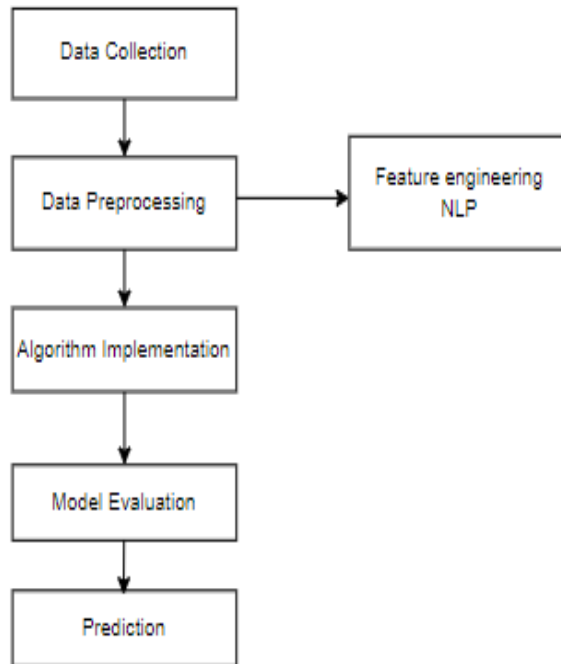 Data Collection
Data Preprocessing
Feature engineering
NLP
Algorithm Implementation
Model Evaluation
Prediction